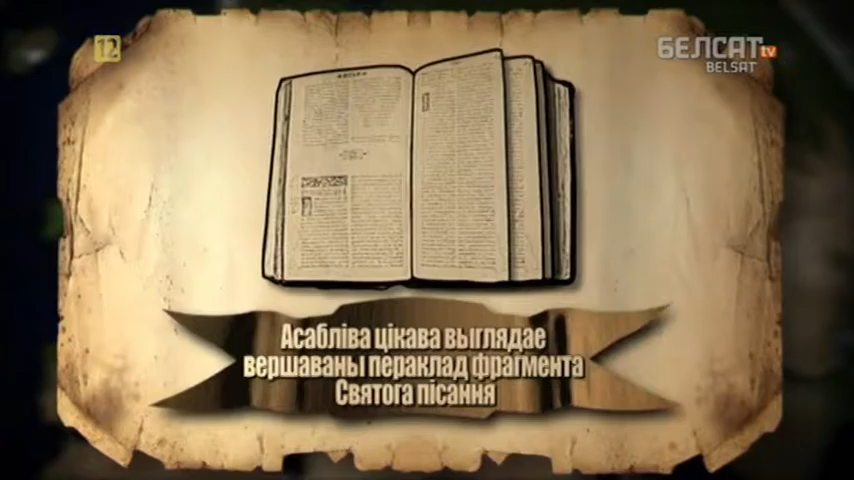 12
БЕЛСАТ tv
BELSAT
Асабліва цікава выглядае
вершаваны пераклад фрагмента
Святога пісання